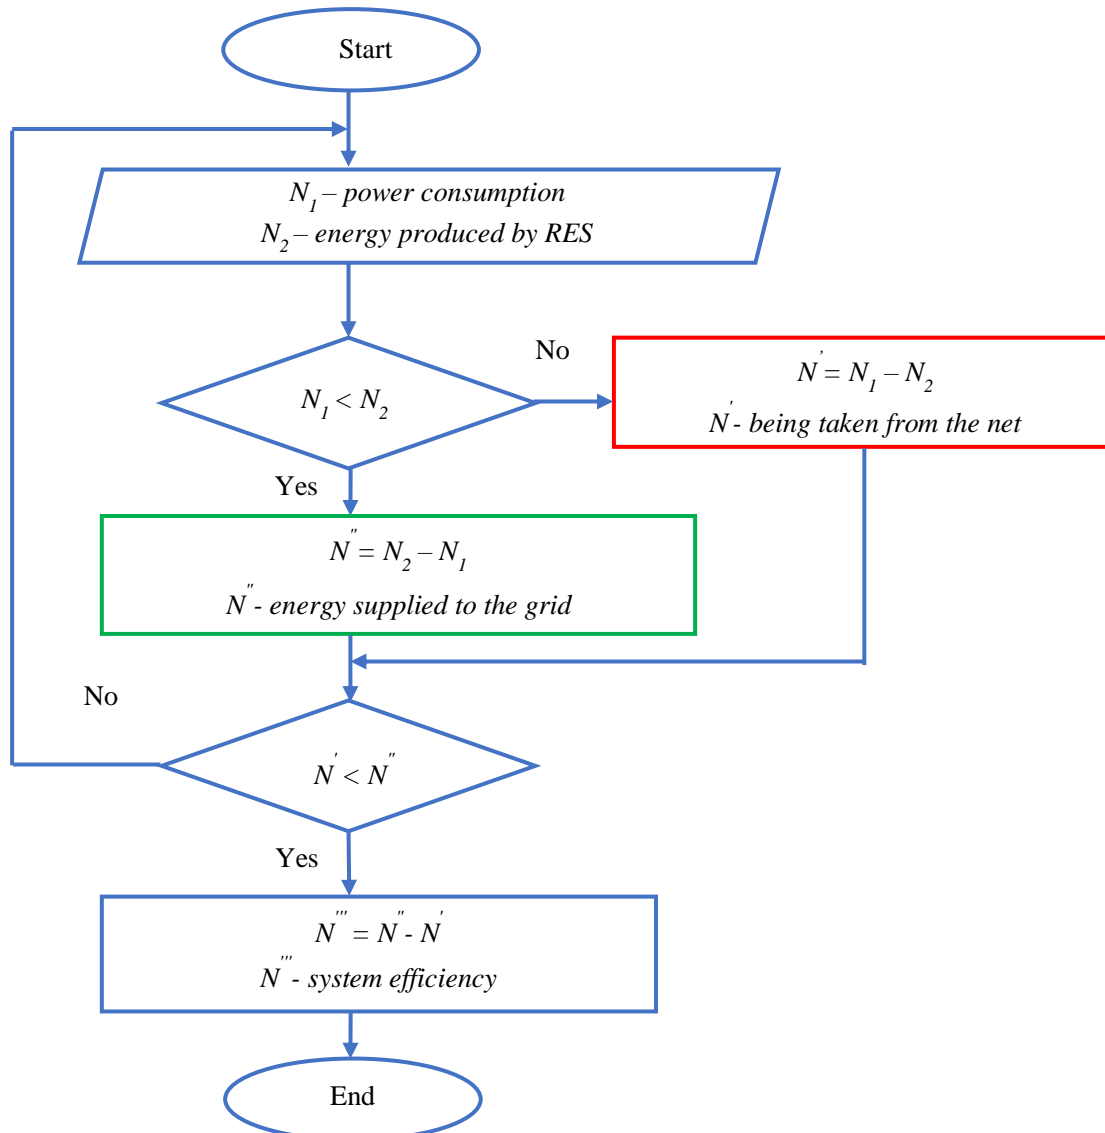 Start
N₁ – power consumption
N₂ – energy produced by RES
No
N₁ < N₂
N' = N₁ – N₂
N' - being taken from the net
Yes
N'' = N₂ – N₁
N'' - energy supplied to the grid
No
N' < N''
Yes
N''' = N'' - N'
N''' - system efficiency
End